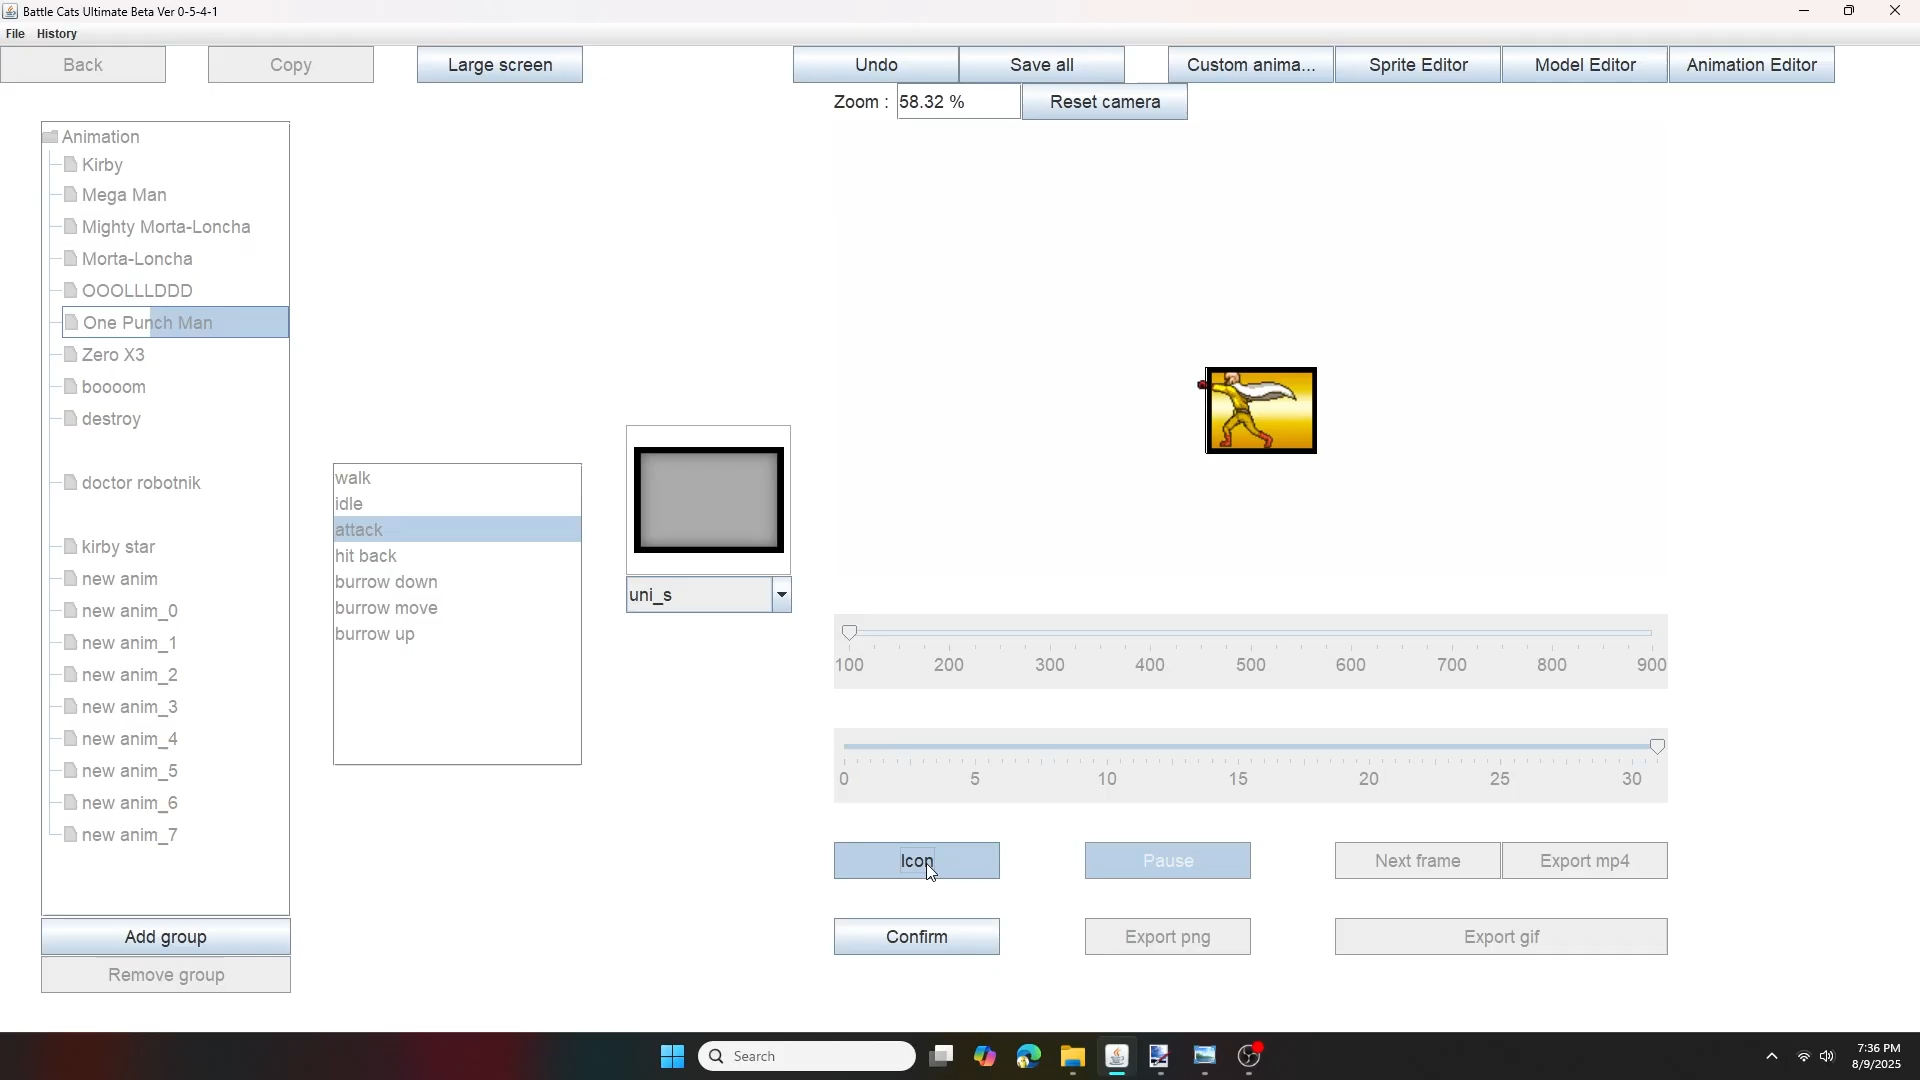 Battle Cats Ultimate Beta Ver 0-5-4-1
File History
Back Copy Large screen Undo Save all Custom anima... Sprite Editor Model Editor Animation Editor
Zoom : 58.32 % Reset camera
Animation
Kirby
Mega Man
Mighty Morta-Loncha
Morta-Loncha
OOOLLLDDD
One Punch Man
Zero X3
boooom
destroy
doctor robotnik
kirby star
new anim
new anim_0
new anim_1
new anim_2
new anim_3
new anim_4
new anim_5
new anim_6
new anim_7
Add group
Remove group
walk
idle
attack
hit back
burrow down
burrow move
burrow up
uni_s
100 200 300 400 500 600 700 800 900
0 5 10 15 20 25 30
Icon Pause Next frame Export mp4
Confirm Export png Export gif
Search
7:36 PM
8/9/2025